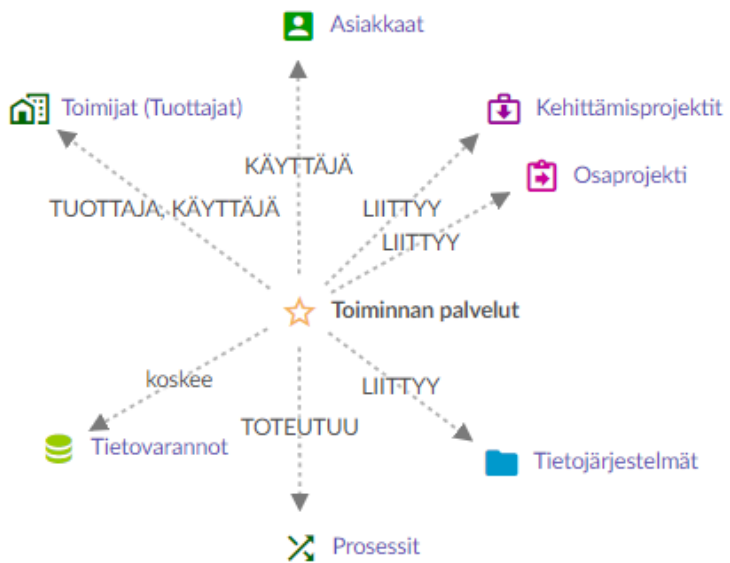 Asiakkaat
Toimijat (Tuottajat)
Kehittämisprojektit
KÄYTTÄJÄ
Osaprojekti
TUOTTAJA, KÄYTTÄJÄ
LIITTYY
LIITTYY
Toiminnan palvelut
koskee
LIITTYY
TOTEUTUU
Tietovarannot
Tietojärjestelmät
Prosessit